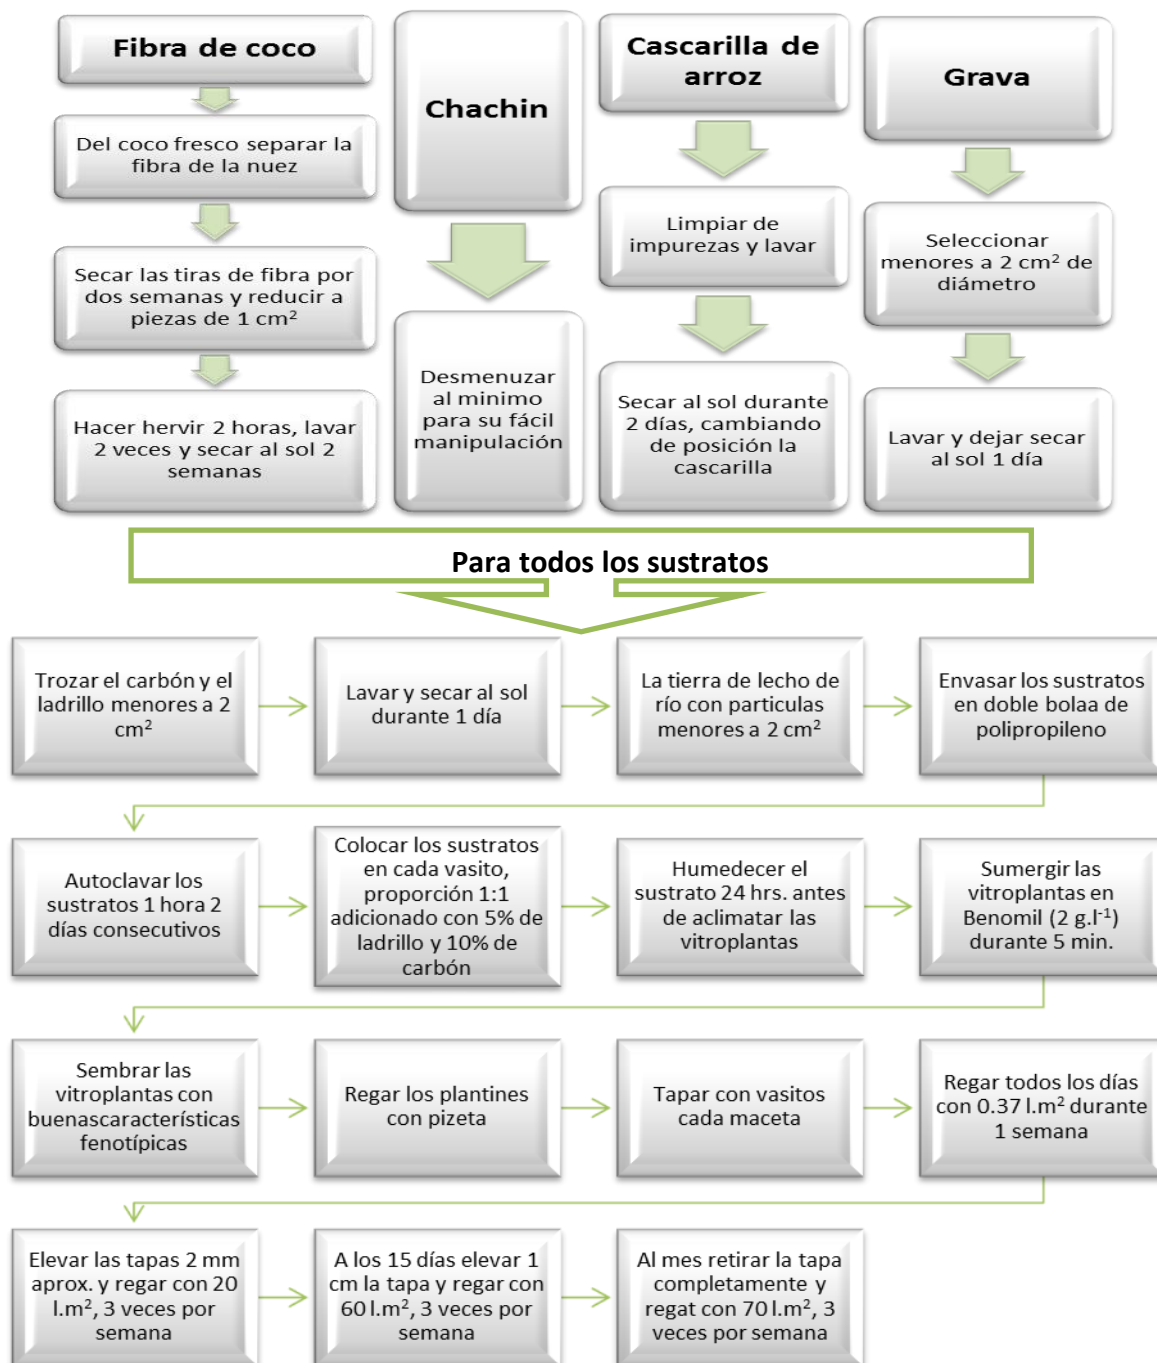 Fibra de coco
Del coco fresco separar la
fibra de la nuez
Secar las tiras de fibra por
dos semanas y reducir a
piezas de 1 cm²
Hacer hervir 2 horas, lavar
2 veces y secar al sol 2
semanas
Chachin
Desmenuzar
al minimo
para su fácil
manipulación
Cascarilla de
arroz
Limpiar de
impurezas y lavar
Secar al sol durante
2 días, cambiando
de posición la
cascarilla
Grava
Seleccionar
menores a 2 cm² de
diámetro
Lavar y dejar secar
al sol 1 día
Para todos los sustratos
Trozar el carbón y el
ladrillo menores a 2
cm²
Lavar y secar al sol
durante 1 día
La tierra de lecho de
río con particulas
menores a 2 cm²
Envasar los sustratos
en doble bolaa de
polipropileno
Autoclavar los
sustratos 1 hora 2
días consecutivos
Colocar los sustratos
en cada vasito,
proporción 1:1
adicionado con 5% de
ladrillo y 10% de
carbón
Humedecer el
sustrato 24 hrs. antes
de aclimatar las
vitroplantas
Sumergir las
vitroplantas en
Benomil (2 g.l⁻¹)
durante 5 min.
Sembrar las
vitroplantas con
buenascaracterísticas
fenotípicas
Regar los plantines
con pizeta
Tapar con vasitos
cada maceta
Regar todos los días
con 0.37 l.m² durante
1 semana
Elevar las tapas 2 mm
aprox. y regar con 20
l.m², 3 veces por
semana
A los 15 días elevar 1
cm la tapa y regar con
60 l.m², 3 veces por
semana
Al mes retirar la tapa
completamente y
regat con 70 l.m², 3
veces por semana